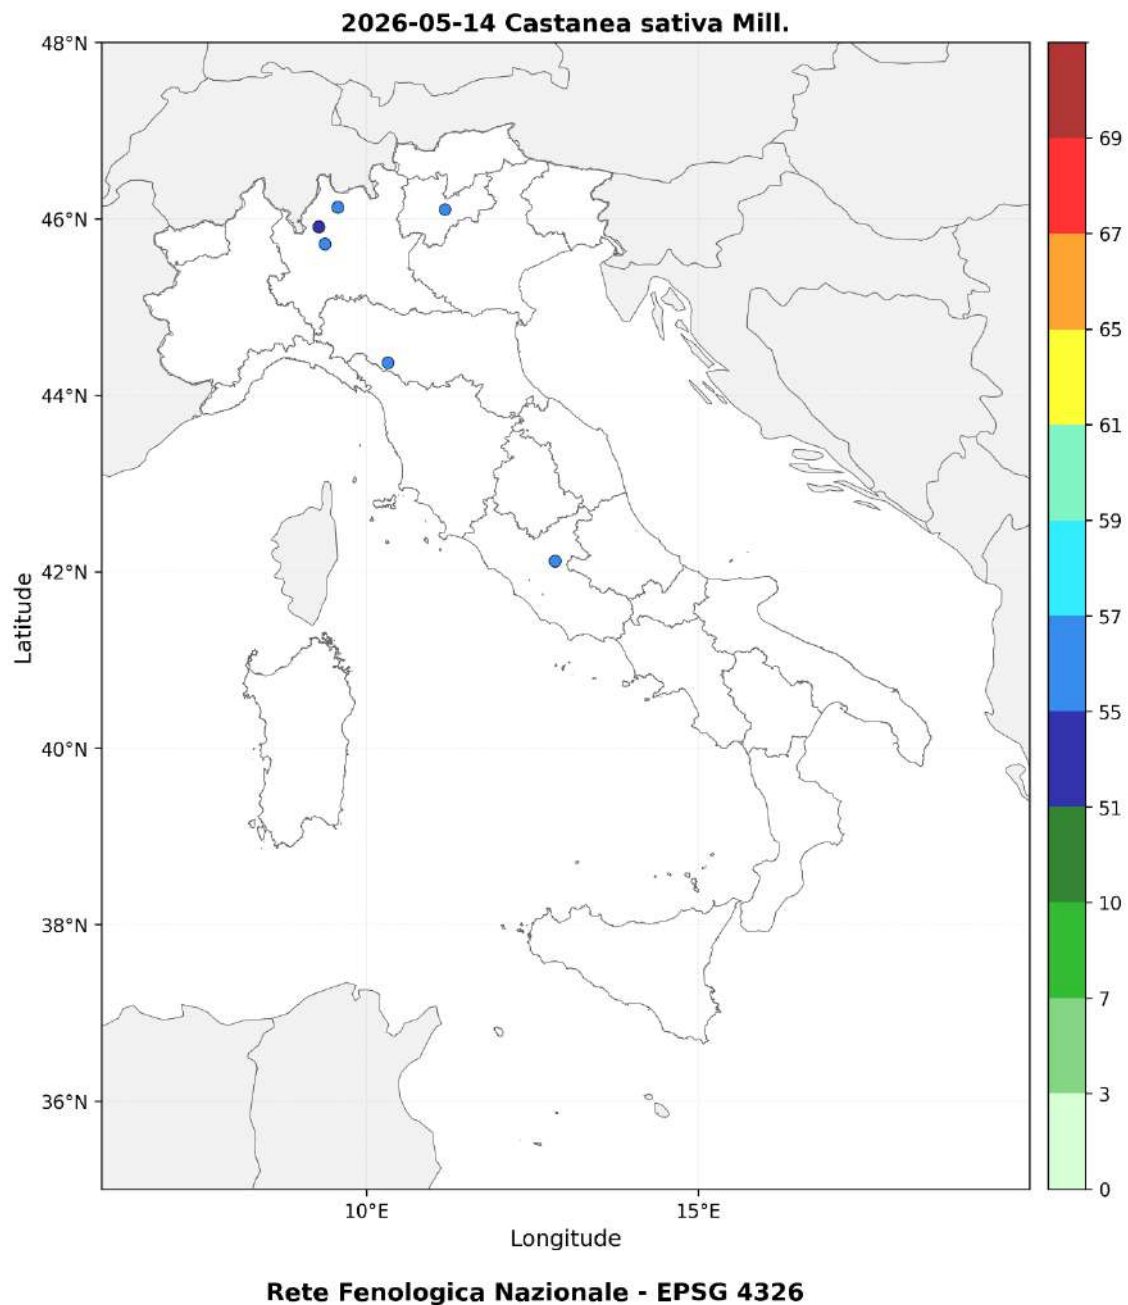 2026-05-14 Castanea sativa Mill.
48°N
46°N
44°N
42°N
40°N
38°N
36°N
Latitude
10°E
15°E
Longitude
69
67
65
61
59
57
55
51
10
7
3
0
Rete Fenologica Nazionale - EPSG 4326